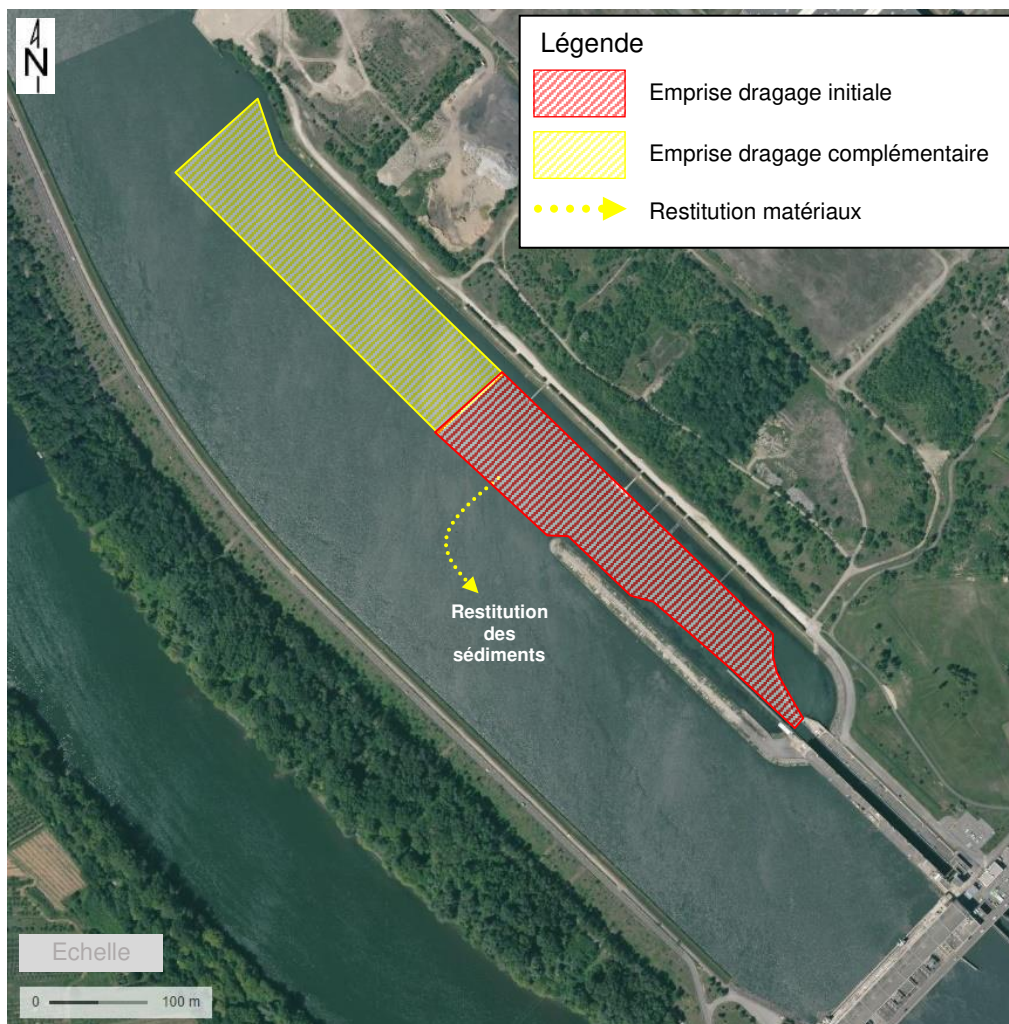 N
Légende
Emprise dragage initiale
Emprise dragage complémentaire
Restitution matériaux
Restitution
des
sédiments
Echelle
0 100 m